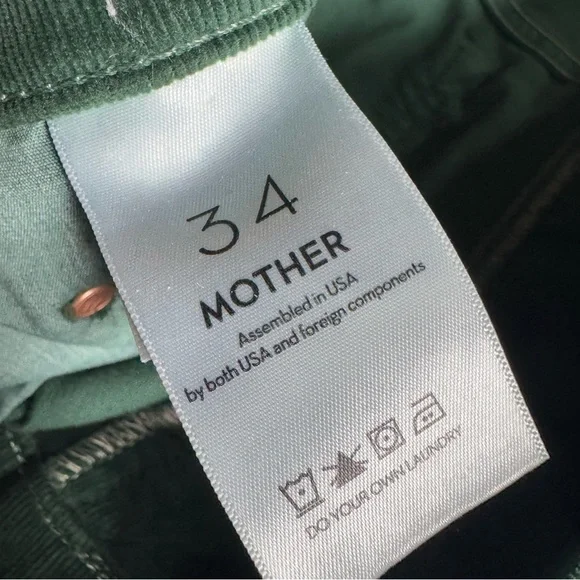 34
MOTHER
Assembled in USA
by both USA and foreign components
DO YOUR OWN LAUNDRY